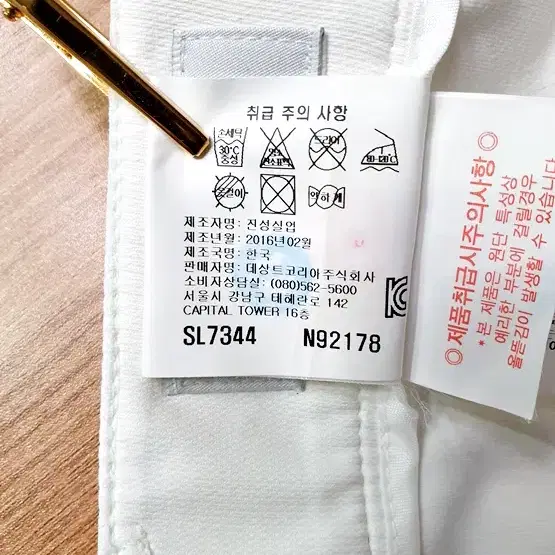 취급 주의 사항
손세탁
30°C
중성
드라이
80-120°C
약하게
제조자명: 진성실업
제조년월: 2016년02월
제조국명: 한국
판매자명: 데상트코리아주식회사
소비자상담실: (080)562-5600
서울시 강남구 테헤란로 142
CAPITAL TOWER 16층
SL7344 N92178
◎제품취급시주의사항◎
* 본 제품은 원단 특성상
예리한 부분에 걸릴경우
올뜯김이 발생할 수 있습니다.